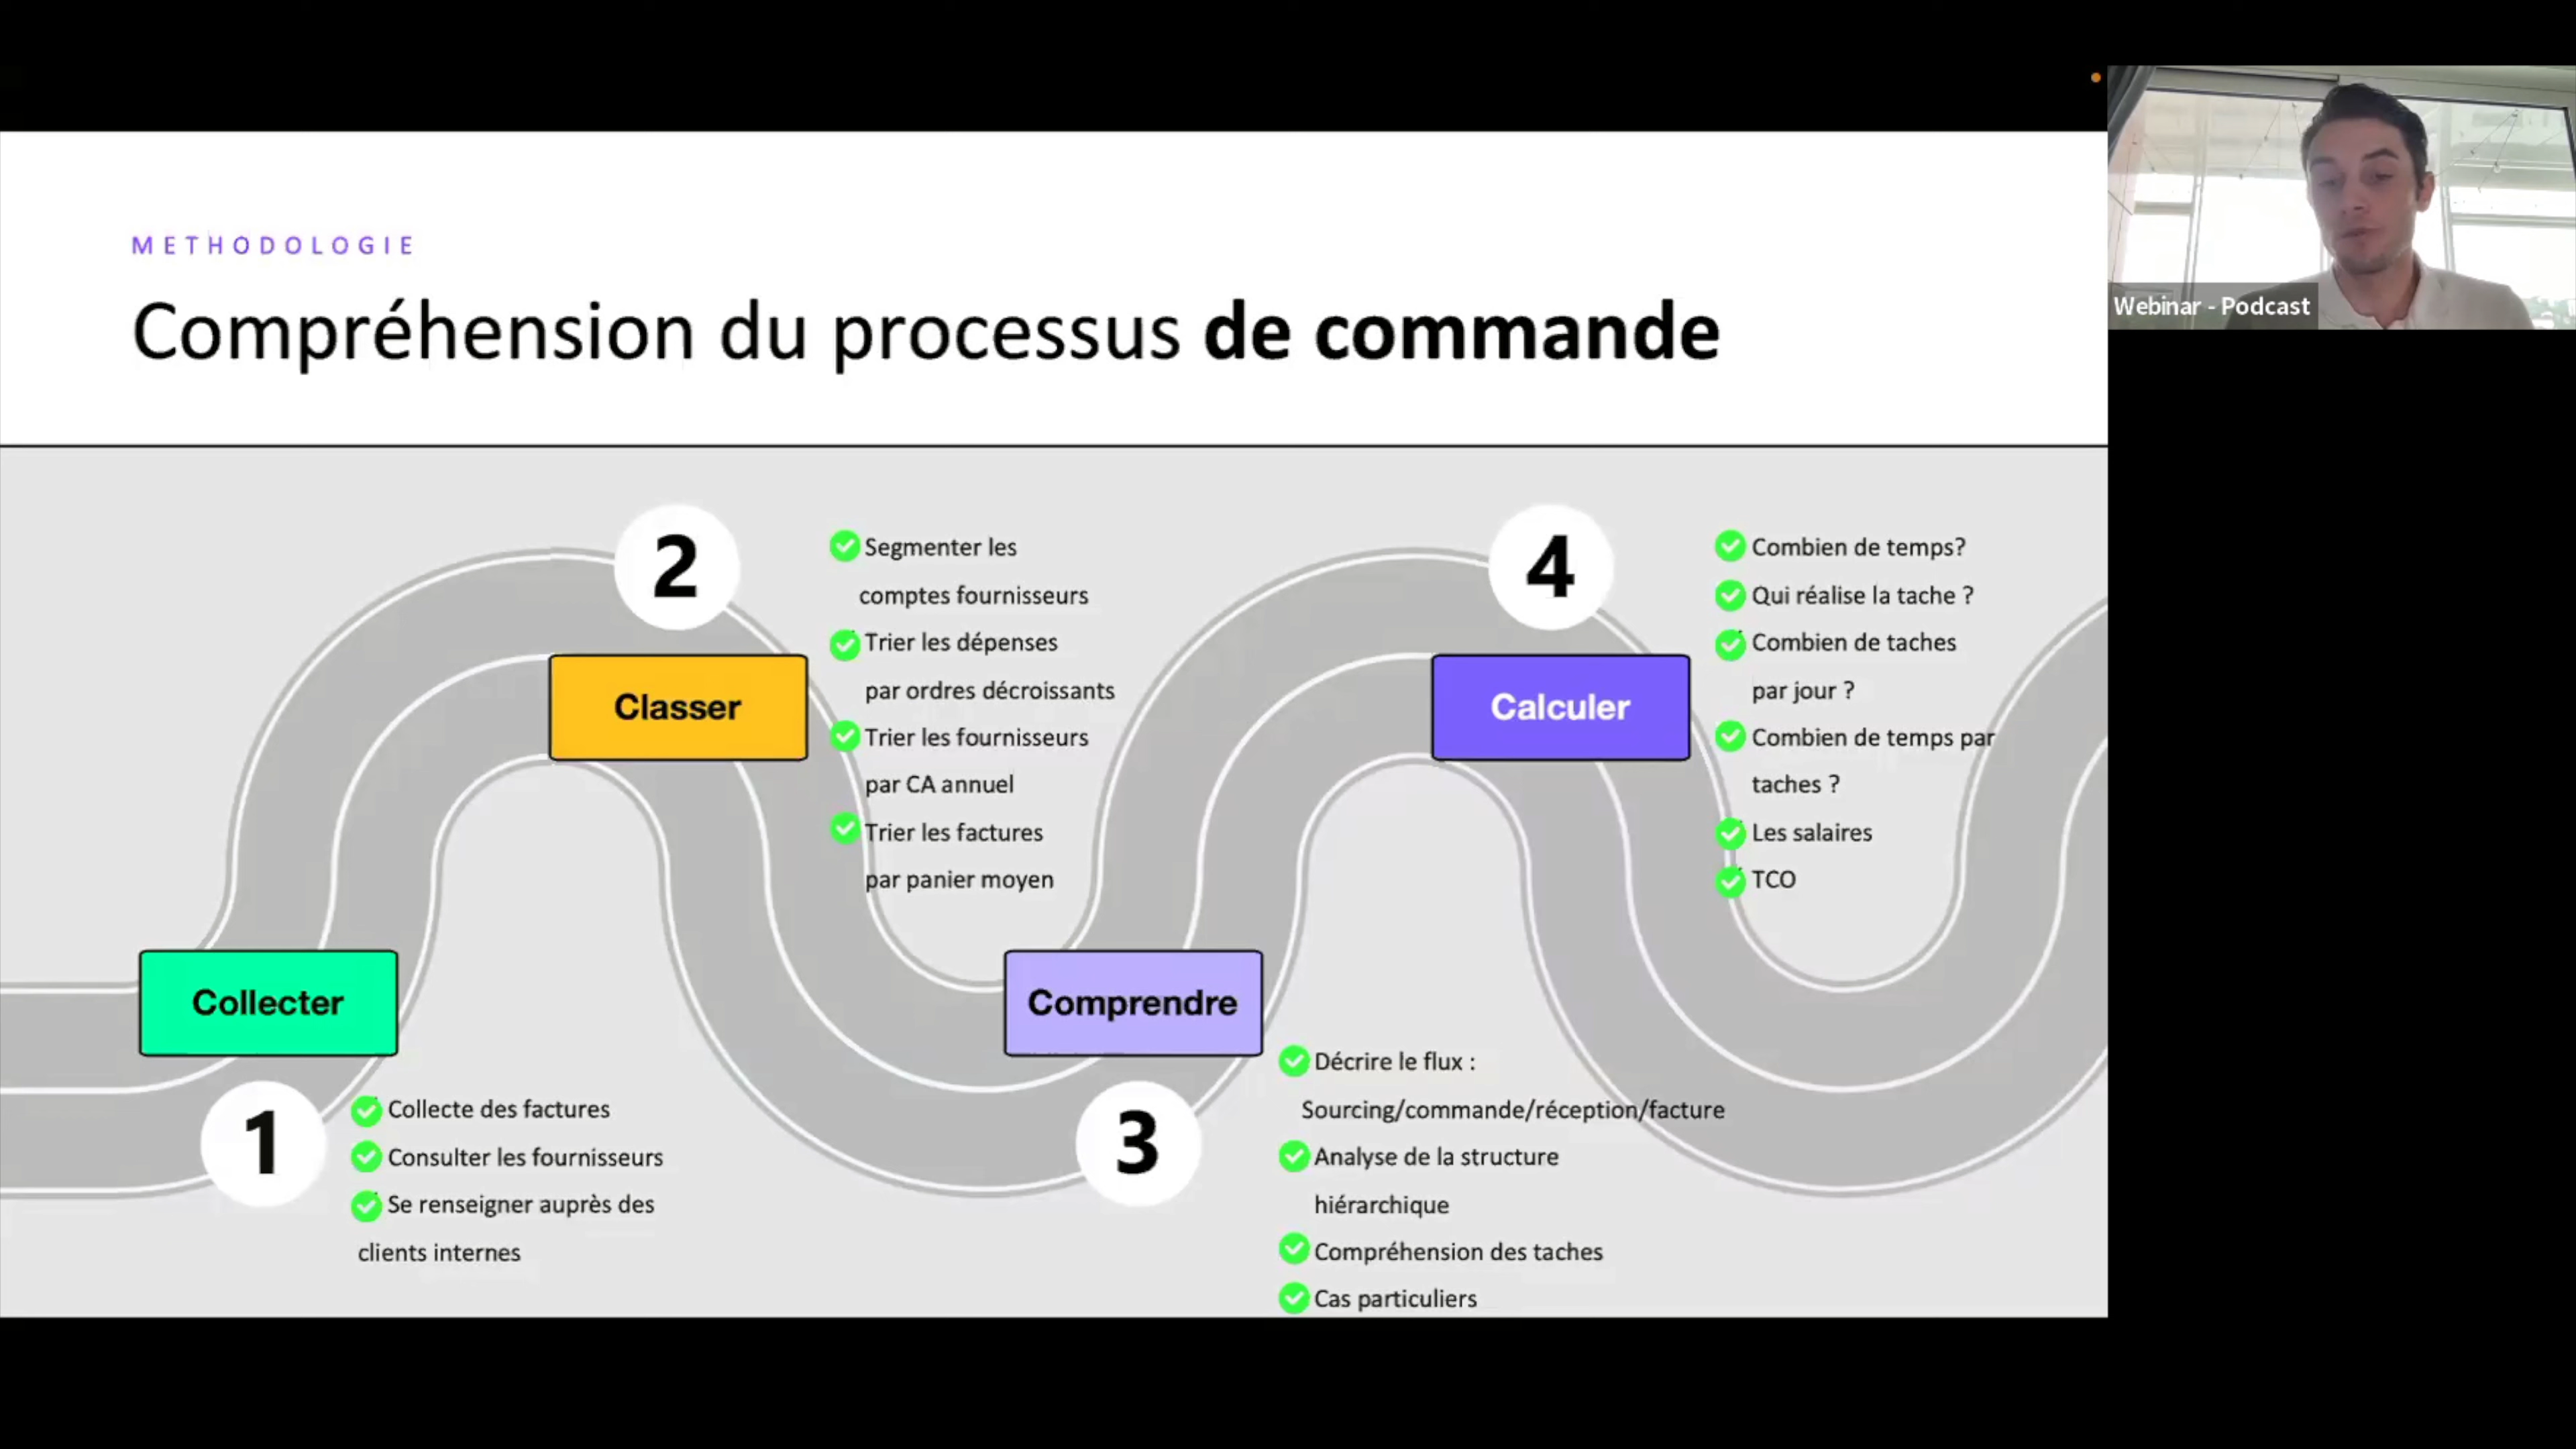 METHODOLOGIE
Compréhension du processus de commande
1
Collecter
Collecte des factures
Consulter les fournisseurs
Se renseigner auprès des
clients internes
2
Classer
Segmenter les
comptes fournisseurs
Trier les dépenses
par ordres décroissants
Trier les fournisseurs
par CA annuel
Trier les factures
par panier moyen
3
Comprendre
Décrire le flux :
Sourcing/commande/réception/facture
Analyse de la structure
hiérarchique
Compréhension des taches
Cas particuliers
4
Calculer
Combien de temps?
Qui réalise la tache ?
Combien de taches
par jour ?
Combien de temps par
taches ?
Les salaires
TCO
Webinar - Podcast